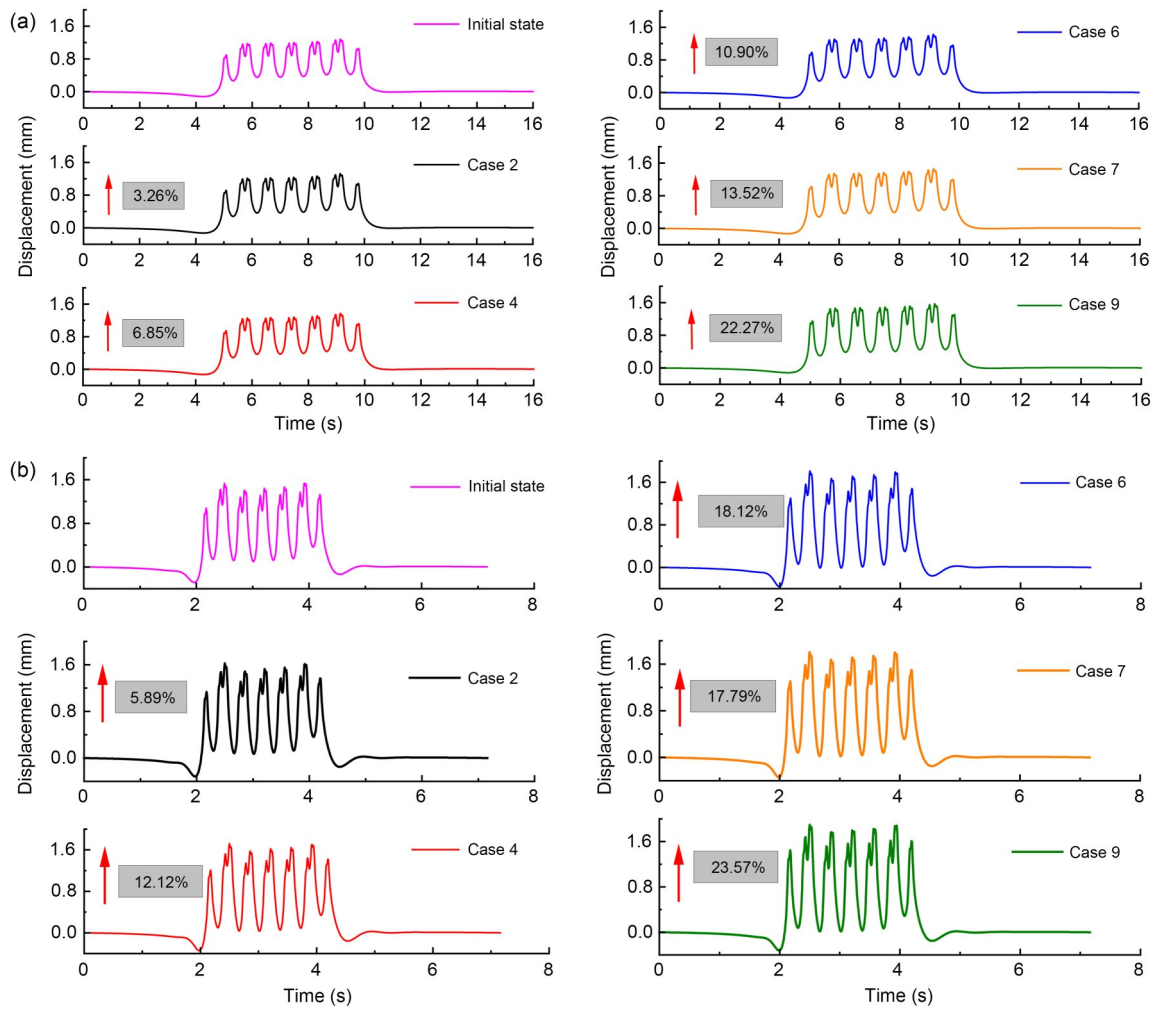 (a)
Displacement (mm)
1.6
0.8
0.0
Initial state
0 2 4 6 8 10 12 14 16
1.6
0.8
0.0
3.26%
Case 2
0 2 4 6 8 10 12 14 16
1.6
0.8
0.0
6.85%
Case 4
0 2 4 6 8 10 12 14 16
Time (s)
Displacement (mm)
1.6
0.8
0.0
10.90%
Case 6
0 2 4 6 8 10 12 14 16
1.6
0.8
0.0
13.52%
Case 7
0 2 4 6 8 10 12 14 16
1.6
0.8
0.0
22.27%
Case 9
0 2 4 6 8 10 12 14 16
Time (s)
(b)
Displacement (mm)
1.6
0.8
0.0
Initial state
0 2 4 6 8
1.6
0.8
0.0
5.89%
Case 2
0 2 4 6 8
1.6
0.8
0.0
12.12%
Case 4
0 2 4 6 8
Time (s)
Displacement (mm)
1.6
0.8
0.0
18.12%
Case 6
0 2 4 6 8
1.6
0.8
0.0
17.79%
Case 7
0 2 4 6 8
1.6
0.8
0.0
23.57%
Case 9
0 2 4 6 8
Time (s)